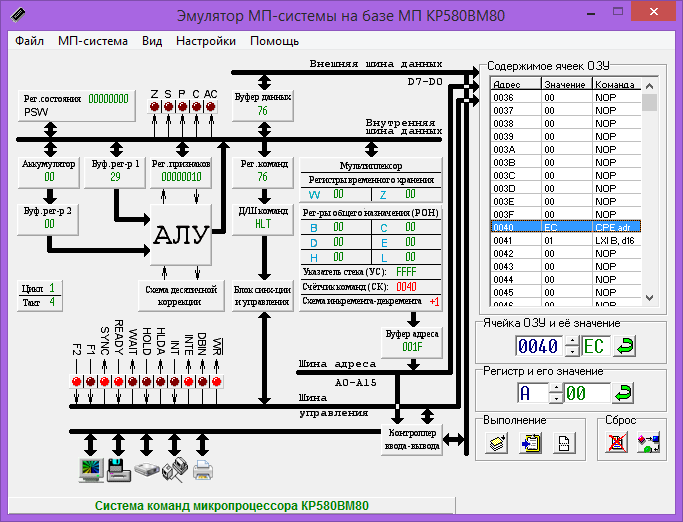 Эмулятор МП-системы на базе МП КР580ВМ80
Файл МП-система Вид Настройки Помощь
Внешняя шина данных
D7-D0
Рег.состояния 00000000
PSW
Z S P C AC
Буфер данных
76
Внутренняя
шина данных
Аккумулятор
00
Буф.рег-р 1
29
Рег.признаков
00000010
Рег.команд
76
Мультиплексор
Регистры временного хранения
W 00 Z 00
Буф.рег-р 2
00
АЛУ
Д/Ш команд
HLT
Рег-ры общего назначения (РОН)
B 00 C 00
D 00 E 00
H 00 L 00
Указатель стека (УС): FFFF
Счётчик команд (СК): 0040
Схема инкремента-декремента +1
Цикл 1
Такт 4
Схема десятичной
коррекции
Блок синх-ции
и управления
Буфер адреса
001F
F2 F1 SYNC READY WAIT HOLD HLDA INT INTE DBIN WR
Шина адреса
A0-A15
Шина
управления
Контроллер
ввода-вывода
Система команд микропроцессора КР580ВМ80
Содержимое ячеек ОЗУ
Адрес Значение Команда
0036 00 NOP
0037 00 NOP
0038 00 NOP
0039 00 NOP
003A 00 NOP
003B 00 NOP
003C 00 NOP
003D 00 NOP
003E 00 NOP
003F 00 NOP
0040 EC CPE adr
0041 01 LXI B, d16
0042 00 NOP
0043 00 NOP
0044 00 NOP
0045 00 NOP
0046 00 NOP
Ячейка ОЗУ и её значение
0040 EC
Регистр и его значение
A 00
Выполнение
Сброс